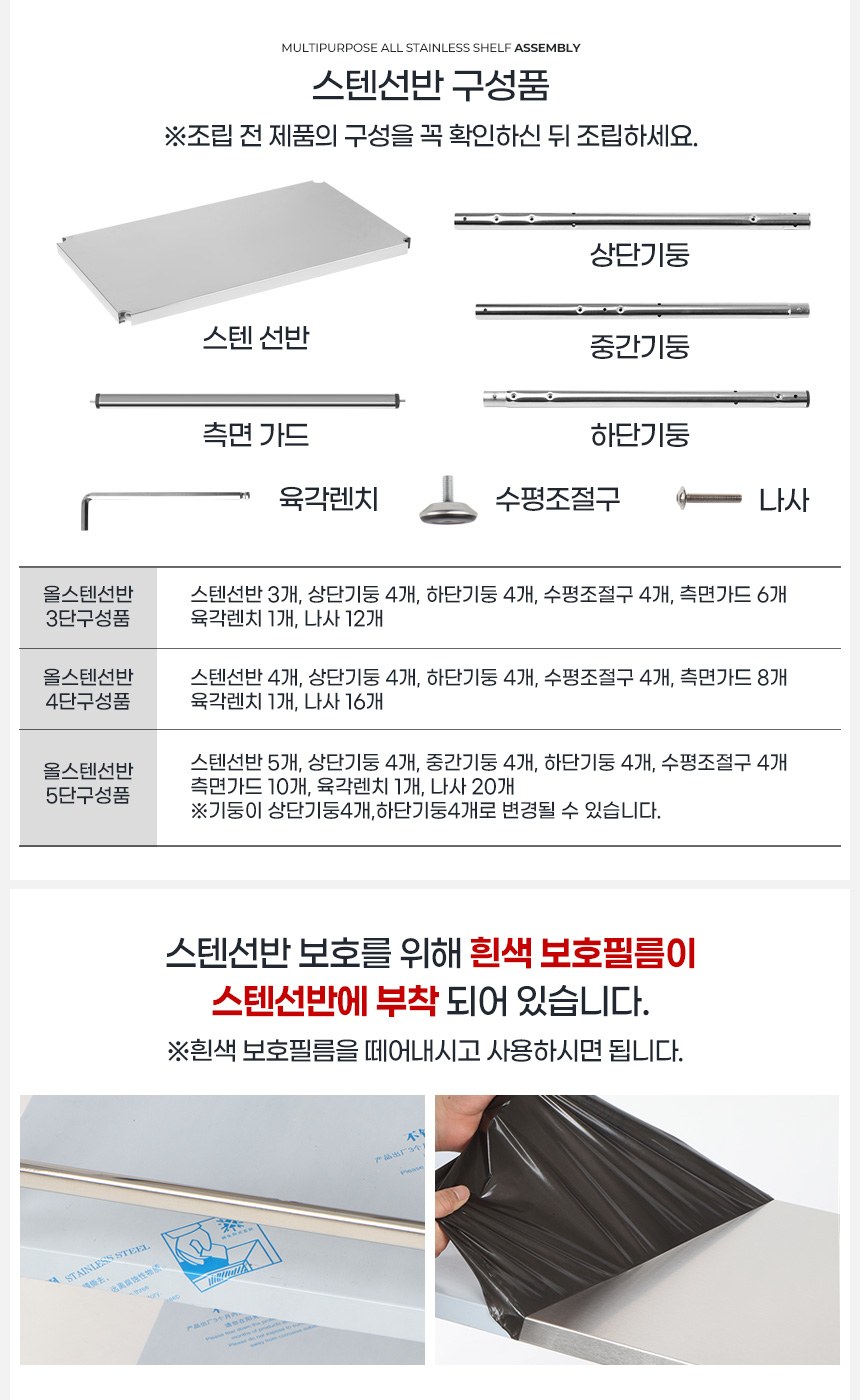 MULTIPURPOSE ALL STAINLESS SHELF ASSEMBLY
스텐선반 구성품
※조립 전 제품의 구성을 꼭 확인하신 뒤 조립하세요.
상단기둥
스텐 선반
중간기둥
측면 가드
하단기둥
육각렌치
수평조절구
나사
올스텐선반
3단구성품
스텐선반 3개, 상단기둥 4개, 하단기둥 4개, 수평조절구 4개, 측면가드 6개
육각렌치 1개, 나사 12개
올스텐선반
4단구성품
스텐선반 4개, 상단기둥 4개, 하단기둥 4개, 수평조절구 4개, 측면가드 8개
육각렌치 1개, 나사 16개
올스텐선반
5단구성품
스텐선반 5개, 상단기둥 4개, 중간기둥 4개, 하단기둥 4개, 수평조절구 4개
측면가드 10개, 육각렌치 1개, 나사 20개
※기둥이 상단기둥4개,하단기둥4개로 변경될 수 있습니다.
스텐선반 보호를 위해 흰색 보호필름이
스텐선반에 부착 되어 있습니다.
※흰색 보호필름을 떼어내시고 사용하시면 됩니다.
产品出厂3个
Please
STAINLESS STEEL
产品出厂3个月